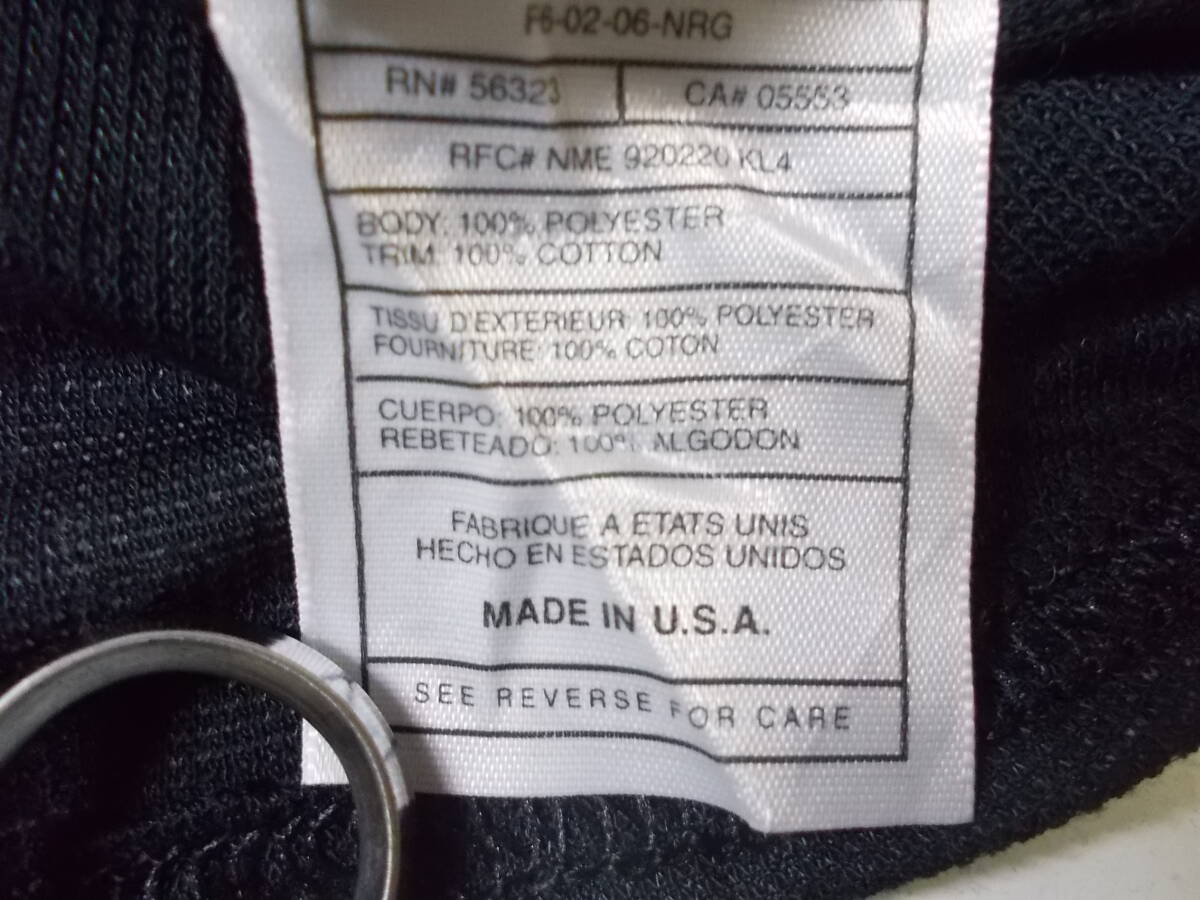 F6-02-06-NRG
RN# 56323 CA# 05553
RFC# NME 920220 KL4
BODY: 100% POLYESTER
TRIM: 100% COTTON
TISSU D'EXTERIEUR: 100% POLYESTER
FOURNITURE: 100% COTON
CUERPO: 100% POLYESTER
REBETEADO: 100% ALGODON
FABRIQUE A ETATS UNIS
HECHO EN ESTADOS UNIDOS
MADE IN U.S.A.
SEE REVERSE FOR CARE